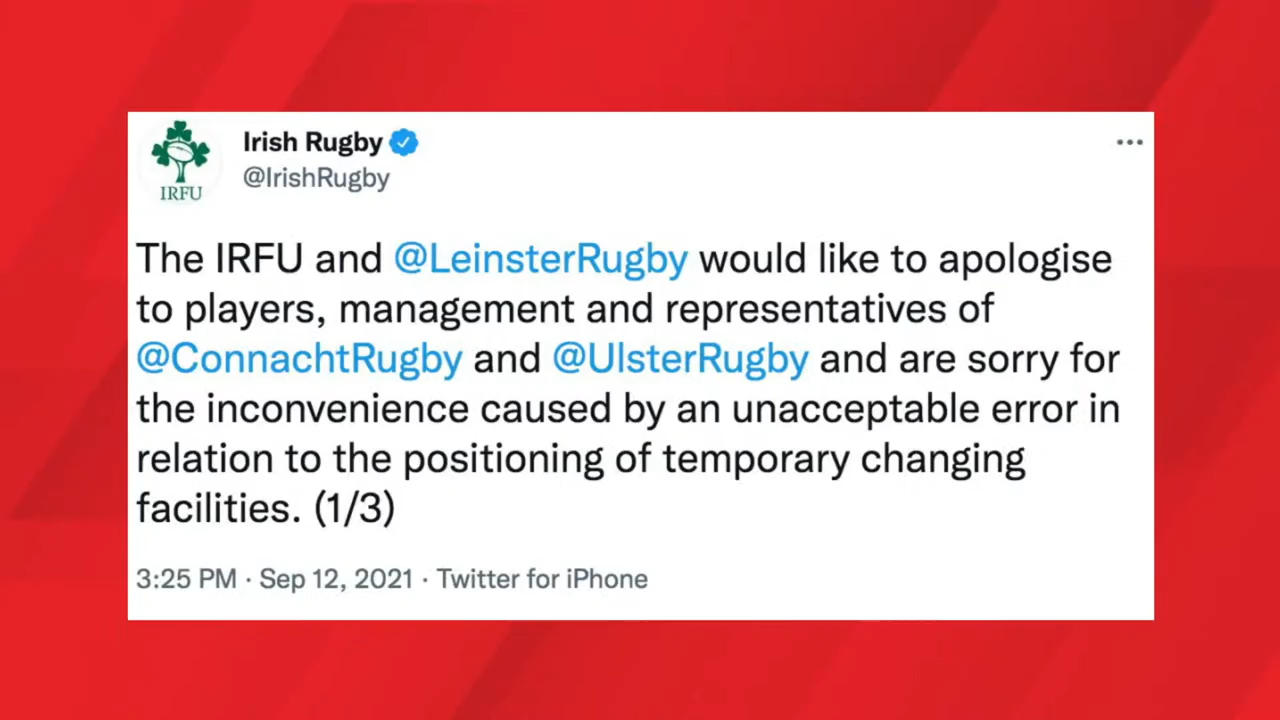 IRFU
Irish Rugby
@IrishRugby
The IRFU and @LeinsterRugby would like to apologise
to players, management and representatives of
@ConnachtRugby and @UlsterRugby and are sorry for
the inconvenience caused by an unacceptable error in
relation to the positioning of temporary changing
facilities. (1/3)
3:25 PM · Sep 12, 2021 · Twitter for iPhone